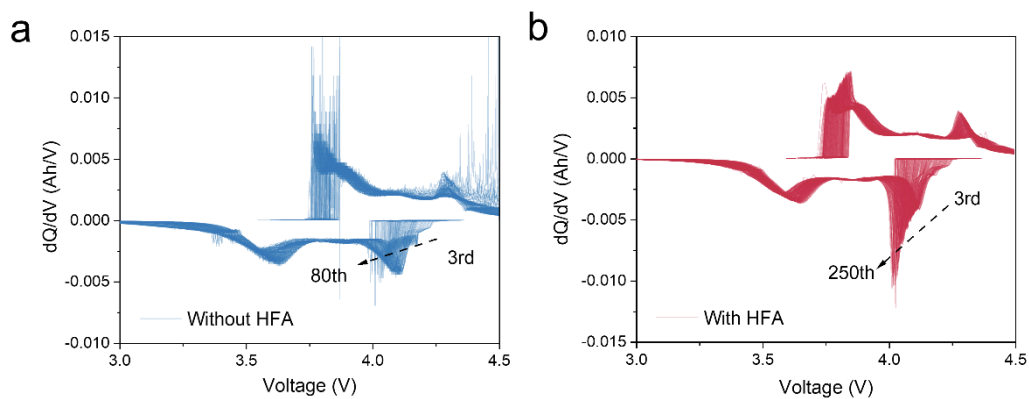 a
0.015
0.010
0.005
0.000
-0.005
-0.010
dQ/dV (Ah/V)
3.0
3.5
4.0
4.5
Voltage (V)
80th
3rd
Without HFA
b
0.010
0.005
0.000
-0.005
-0.010
-0.015
dQ/dV (Ah/V)
3.0
3.5
4.0
4.5
Voltage (V)
3rd
250th
With HFA